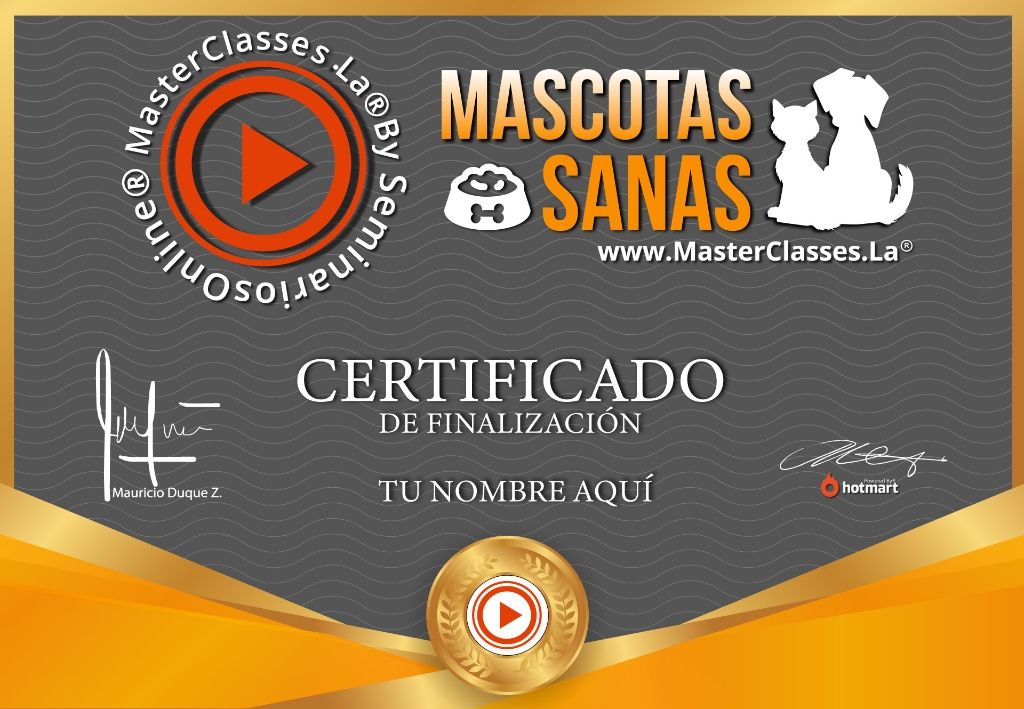 MasterClasses.La® By SeminariosOnline®
MASCOTAS
SANAS
www.MasterClasses.La®
CERTIFICADO
DE FINALIZACIÓN
TU NOMBRE AQUÍ
Mauricio Duque Z.
Powered By
hotmart